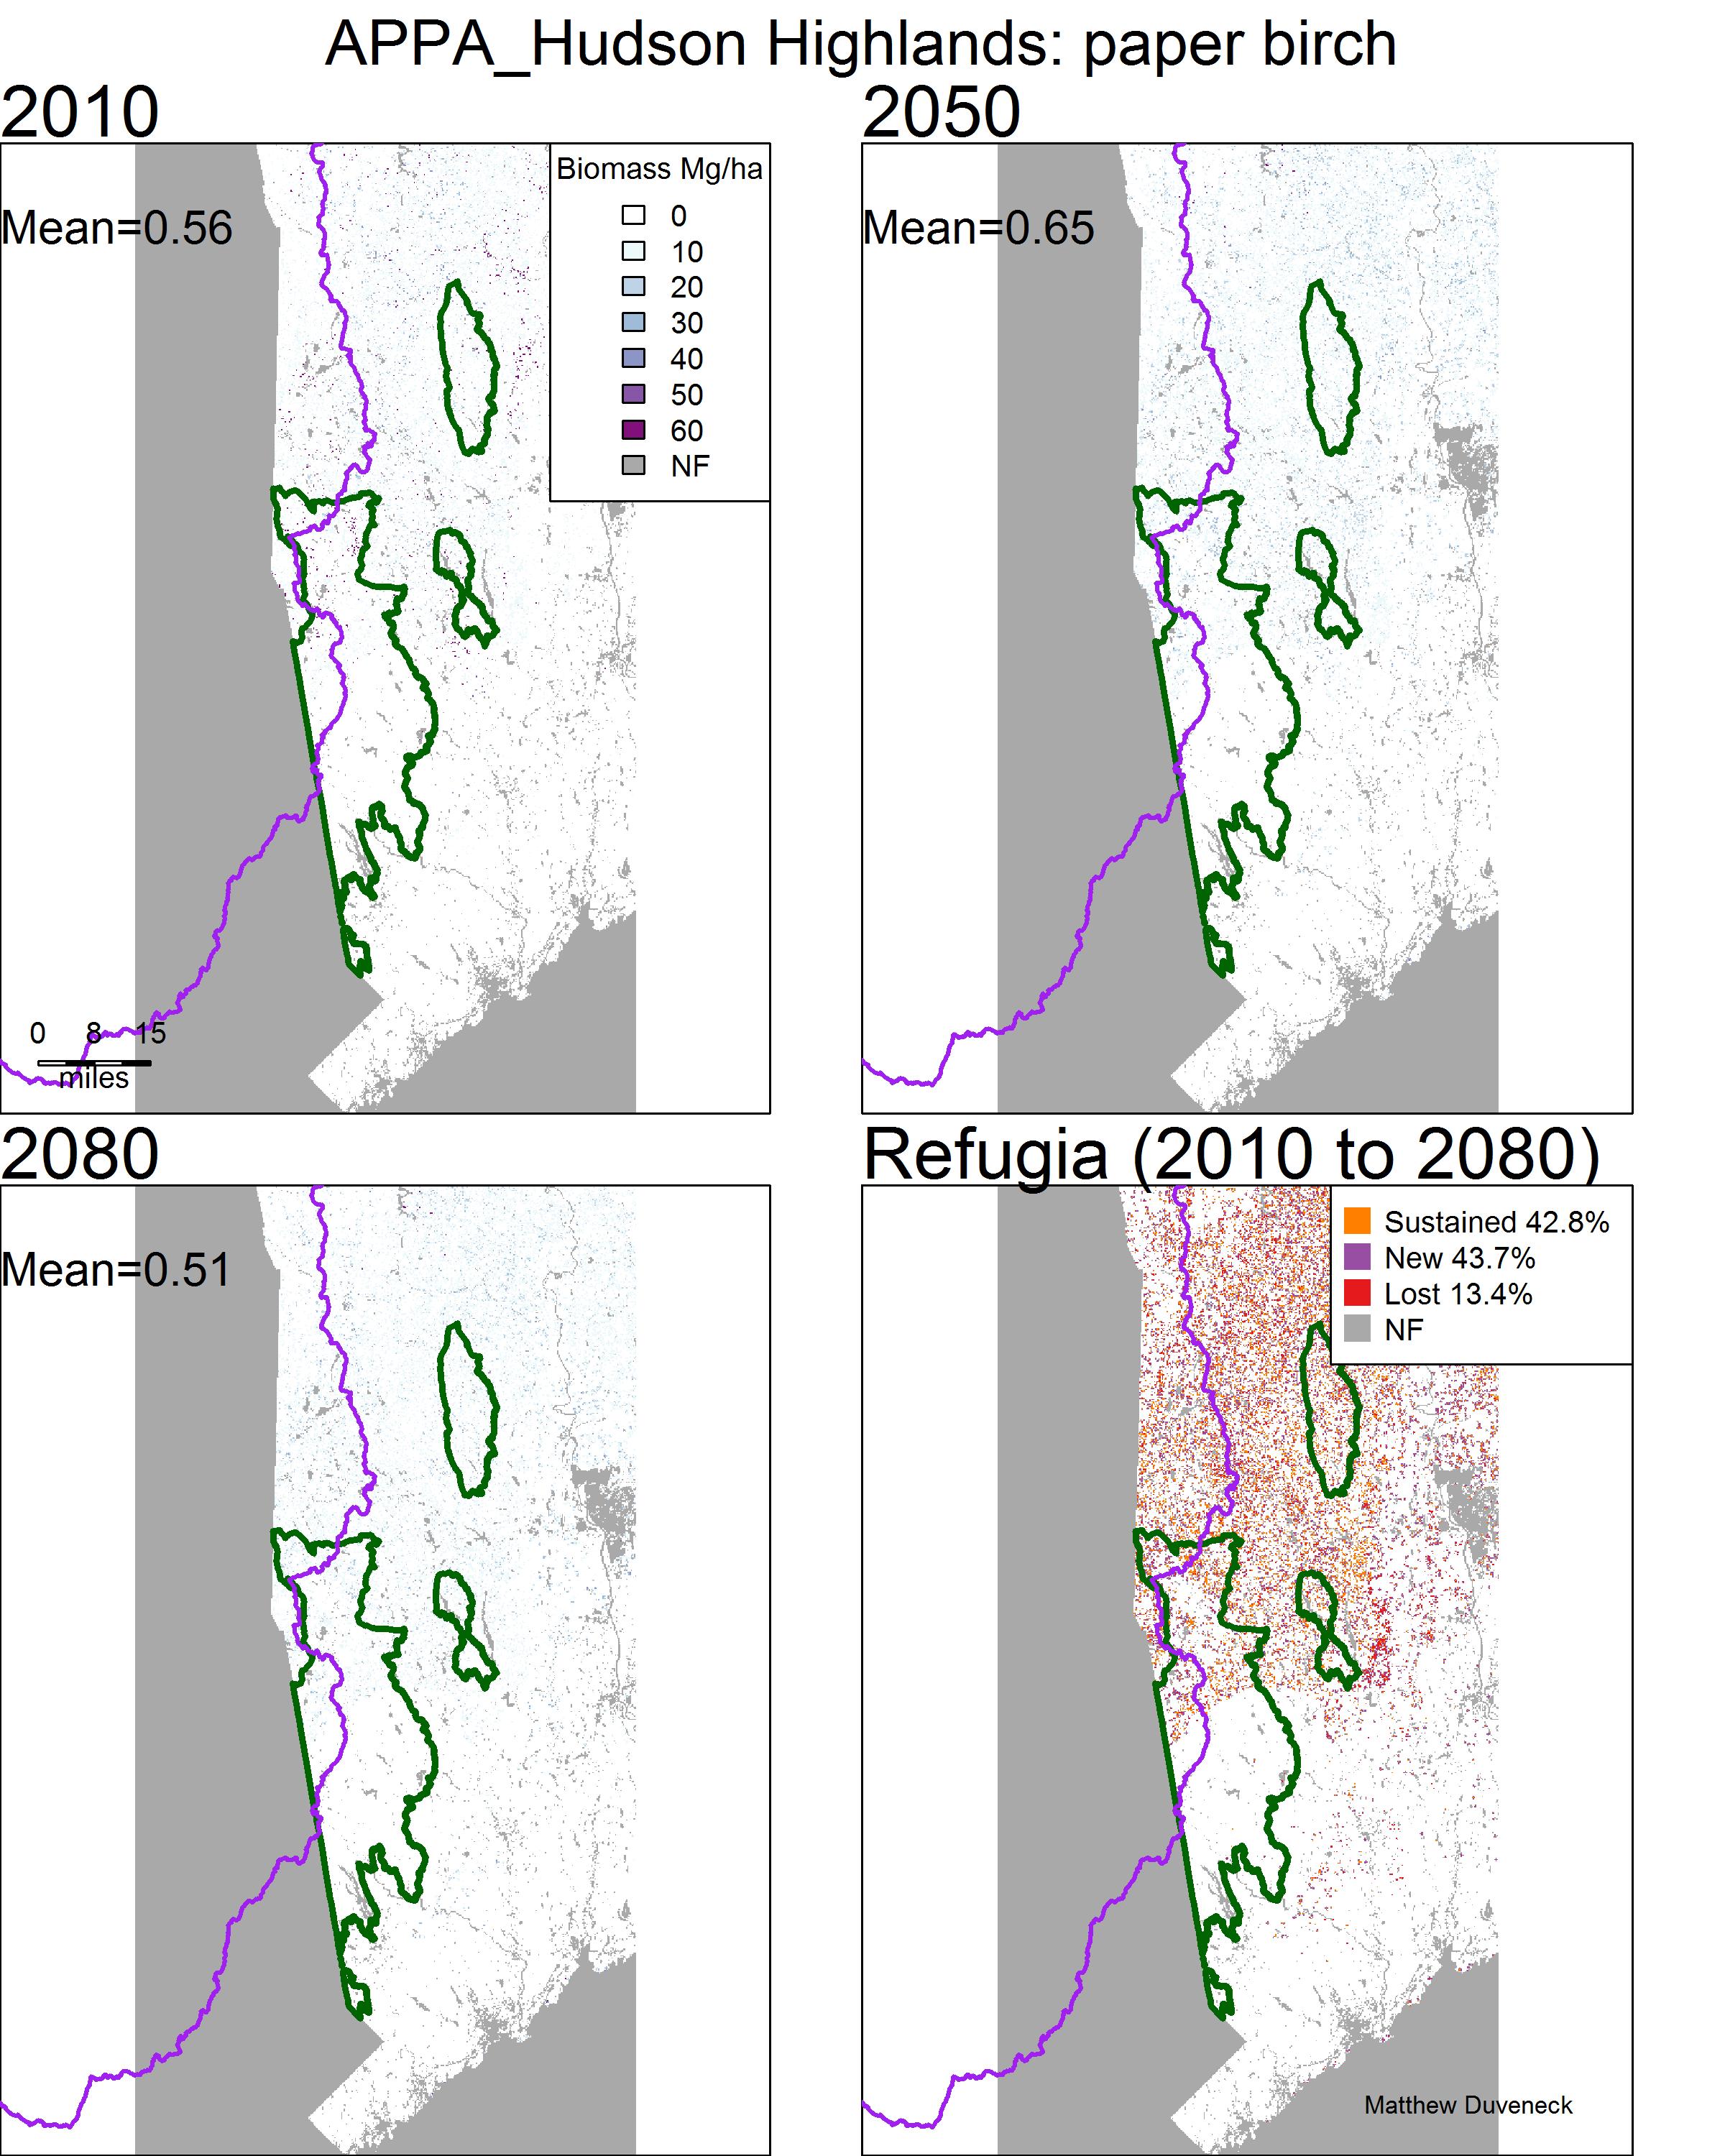 APPA_Hudson Highlands: paper birch
2010
Mean=0.56
Biomass Mg/ha
0
10
20
30
40
50
60
NF
0 8 15
miles
2050
Mean=0.65
2080
Mean=0.51
Refugia (2010 to 2080)
Sustained 42.8%
New 43.7%
Lost 13.4%
NF
Matthew Duveneck